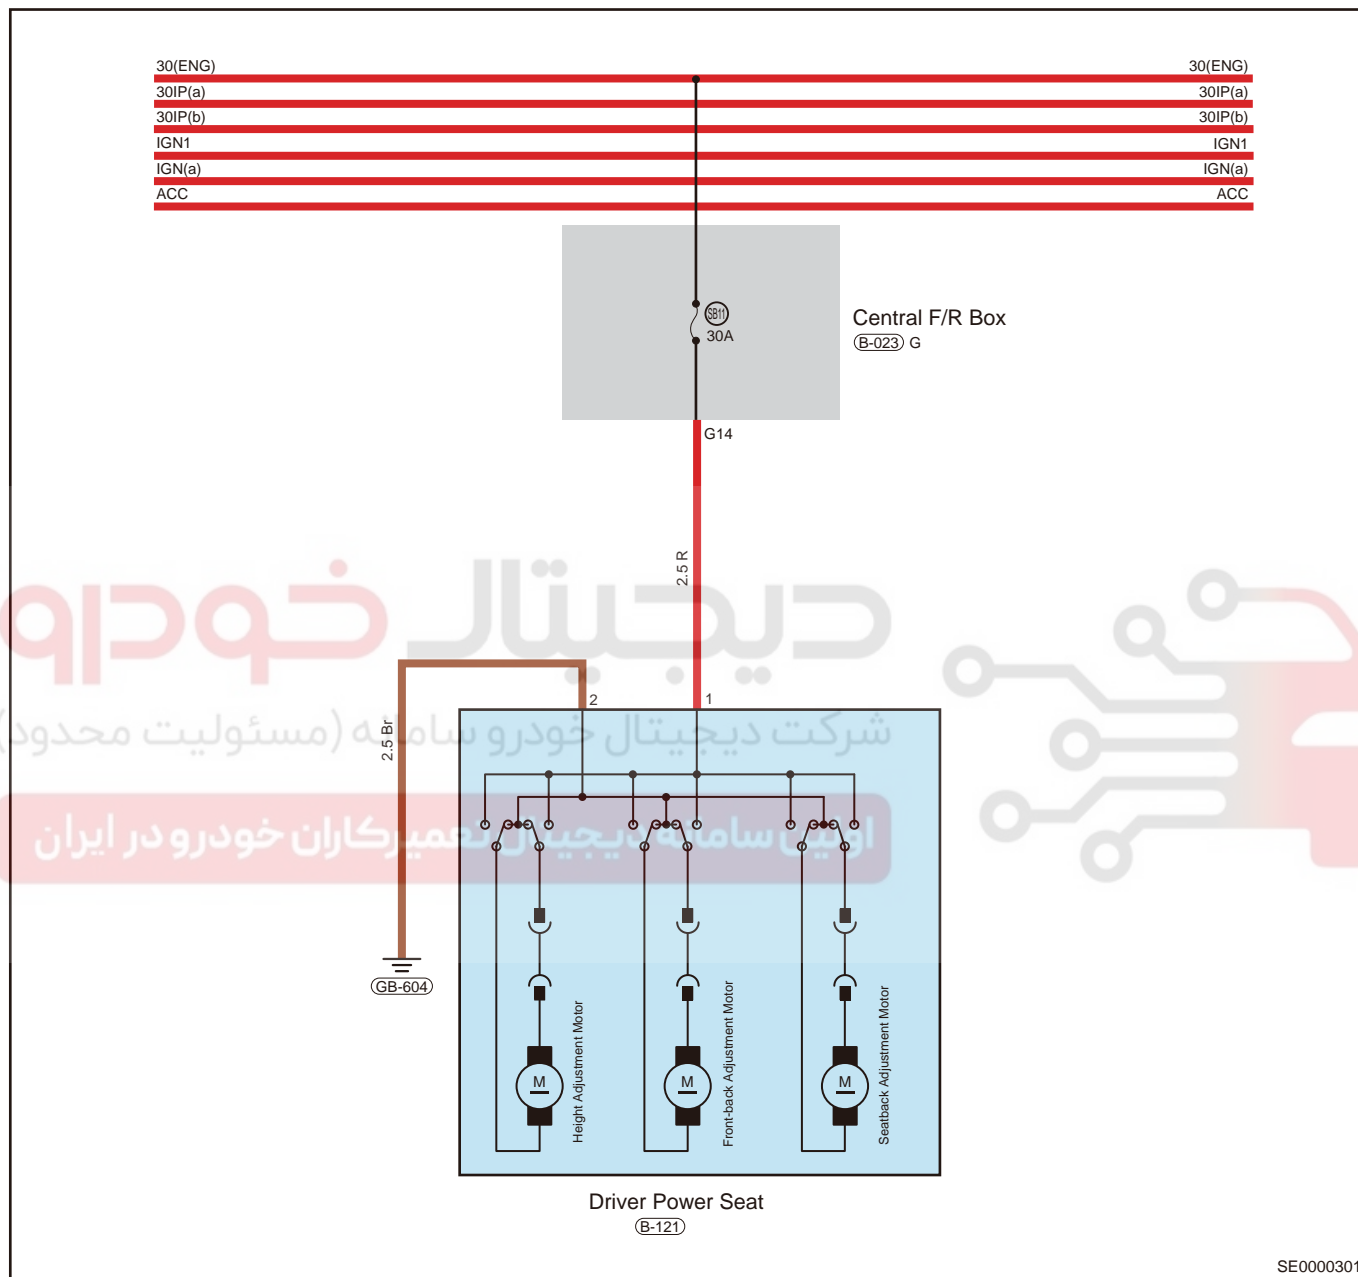 30(ENG) 30(ENG)
30IP(a) 30IP(a)
30IP(b) 30IP(b)
IGN1 IGN1
IGN(a) IGN(a)
ACC ACC
SB11
30A
Central F/R Box
B-023 G
G14
2.5 R
دیجیتال خودرو
2 1
2.5 Br
شرکت دیجیتال خودرو سامانه (مسئولیت محدود)
اولین سامانه دیجیتال تعمیرکاران خودرو در ایران
GB-604
Height Adjustment Motor
Front-back Adjustment Motor
Seatback Adjustment Motor
M M M
Driver Power Seat
B-121
SE0000301